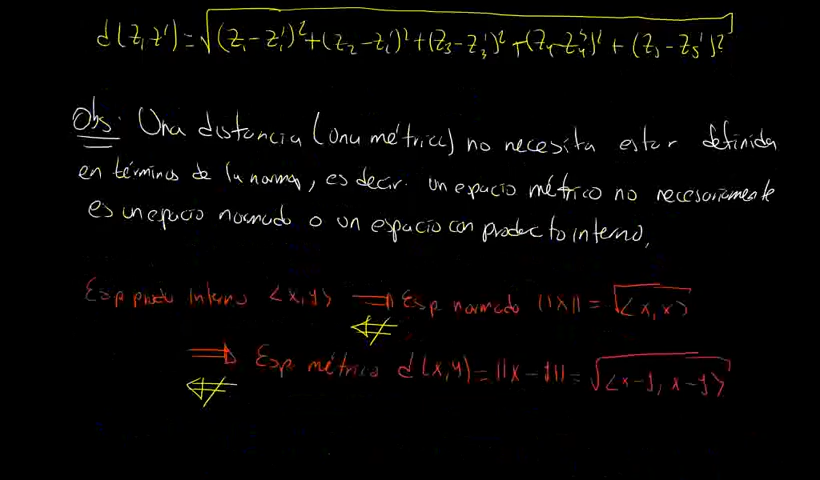 d(z, z') = √((z₁ - z₁')² + (z₂ - z₂')² + (z₃ - z₃')² + (z₄ - z₄')² + (z₅ - z₅')²)
Obs: Una distancia (una métrica) no necesita estar definida
en términos de la norma, es decir. un espacio métrico no necesariamente
es un espacio normado o un espacio con producto interno,
Esp produ interno <x,y> ⟹ Esp normado ||x|| = √<x,x>
⟸̸
⟹ Esp métrico d(x,y) = ||x - y|| = √<x-y, x-y>
⟸̸